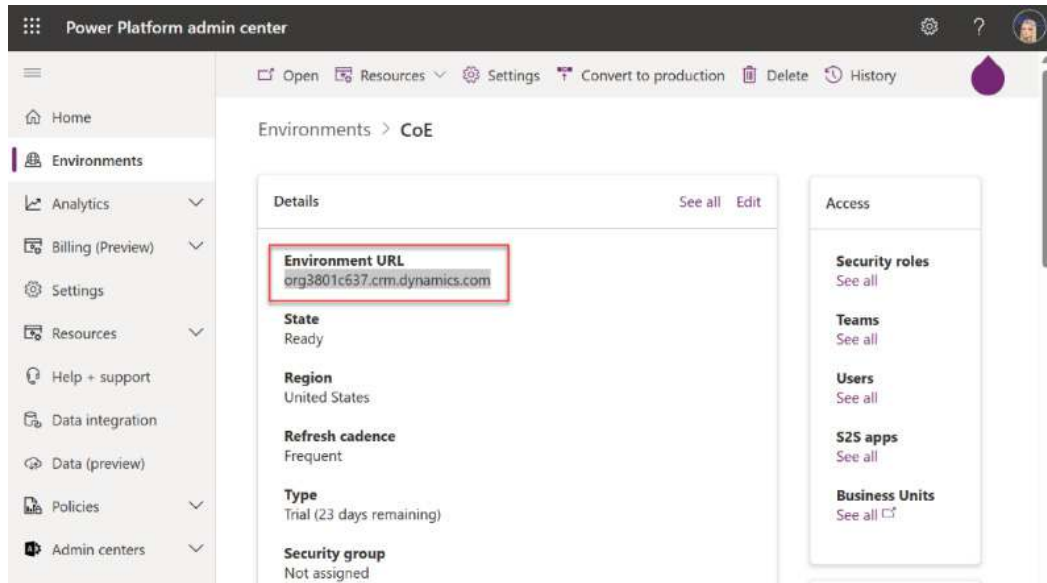 Power Platform admin center
?
Open Resources Settings Convert to production Delete History
Home
Environments
Analytics
Billing (Preview)
Settings
Resources
Help + support
Data integration
Data (preview)
Policies
Admin centers
Environments > CoE
Details See all Edit
Environment URL
org3801c637.crm.dynamics.com
State
Ready
Region
United States
Refresh cadence
Frequent
Type
Trial (23 days remaining)
Security group
Not assigned
Access
Security roles
See all
Teams
See all
Users
See all
S2S apps
See all
Business Units
See all